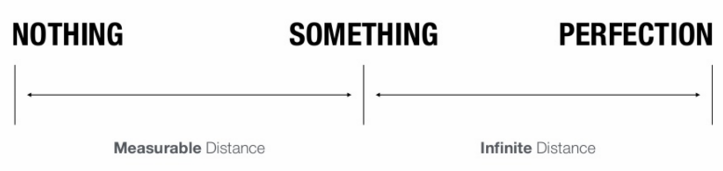 NOTHING SOMETHING PERFECTION
Measurable Distance Infinite Distance